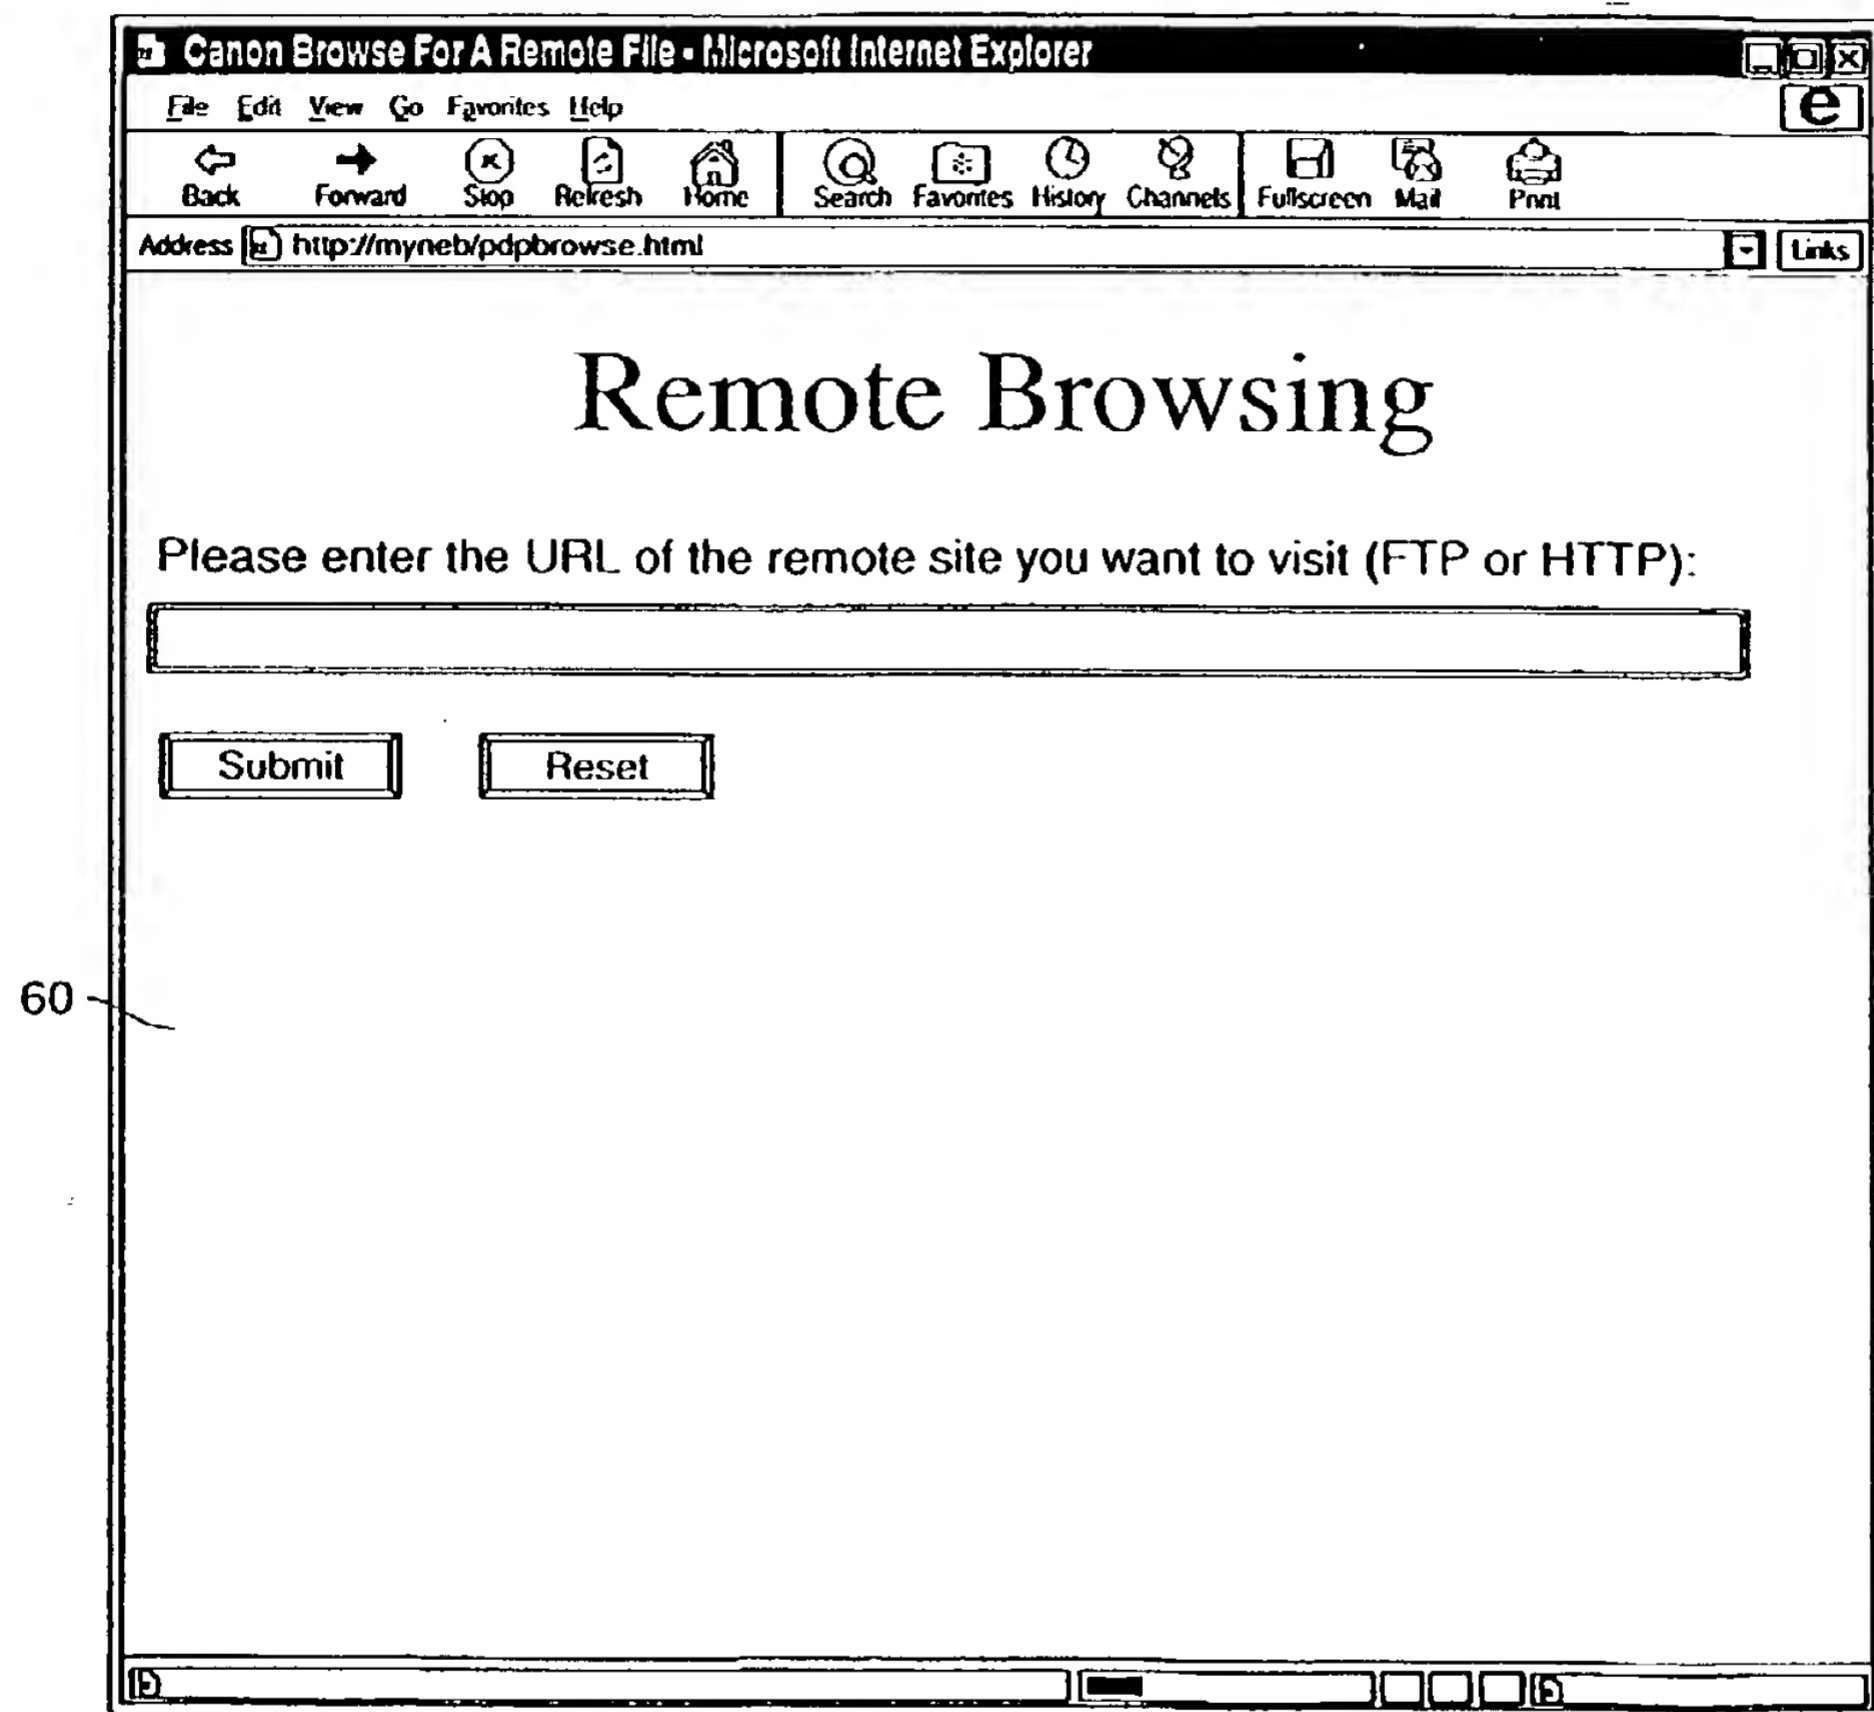 Canon Browse For A Remote File - Microsoft Internet Explorer
File Edit View Go Favorites Help
Back Forward Stop Refresh Home Search Favorites History Channels Fullscreen Mail Print
Address http://myneb/pdpbrowse.html Links
Remote Browsing
Please enter the URL of the remote site you want to visit (FTP or HTTP):
Submit Reset
60